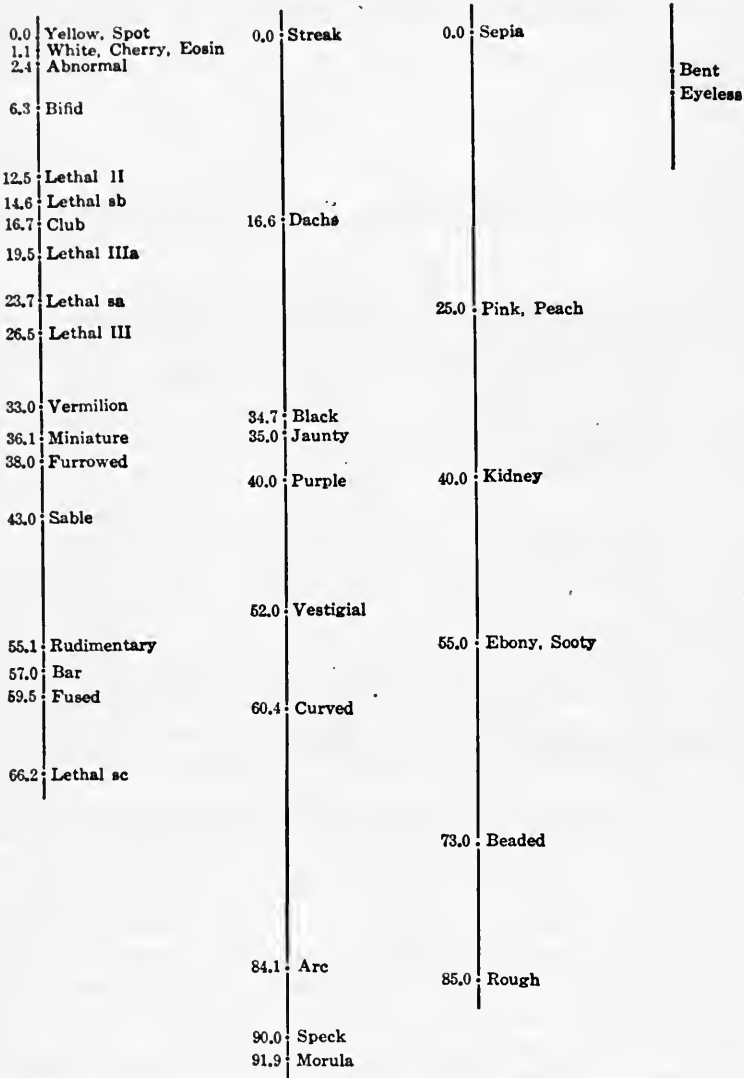 0.0 Yellow, Spot
1.1 White, Cherry, Eosin
2.4 Abnormal
6.3 Bifid
12.5 Lethal 1I
14.6 Lethal sb
16.7 Club
19.5 Lethal IIIa
23.7 Lethal sa
26.5 Lethal III
33.0 Vermilion
36.1 Miniature
38.0 Furrowed
43.0 Sable
55.1 Rudimentary
57.0 Bar
59.5 Fused
66.2 Lethal sc
0.0 Streak
16.6 Dachs
34.7 Black
35.0 Jaunty
40.0 Purple
52.0 Vestigial
60.4 Curved
84.1 Arc
90.0 Speck
91.9 Morula
0.0 Sepia
25.0 Pink, Peach
40.0 Kidney
55.0 Ebony, Sooty
73.0 Beaded
85.0 Rough
Bent
Eyeless